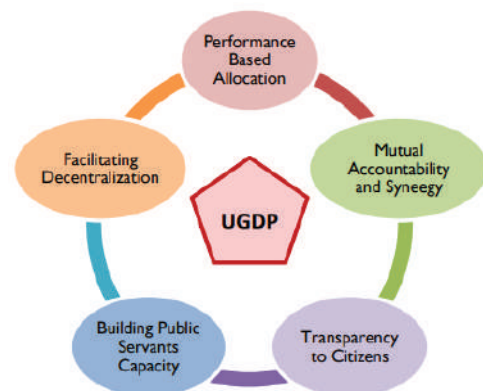 Performance
Based
Allocation
Mutual
Accountability
and Syneegy
Facilitating
Decentralization
UGDP
Building Public
Servants
Capacity
Transparency
to Citizens